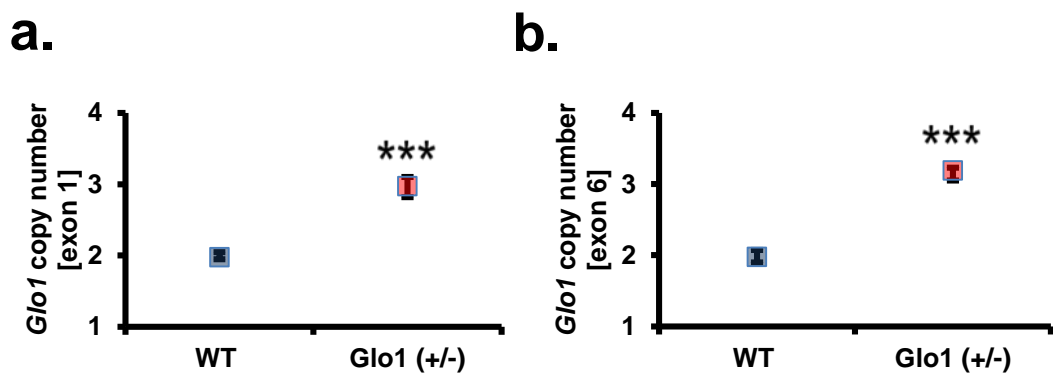 a.
Glo1 copy number
[exon 1]
4
3
2
1
***
WT
Glo1 (+/-)
b.
Glo1 copy number
[exon 6]
4
3
2
1
***
WT
Glo1 (+/-)